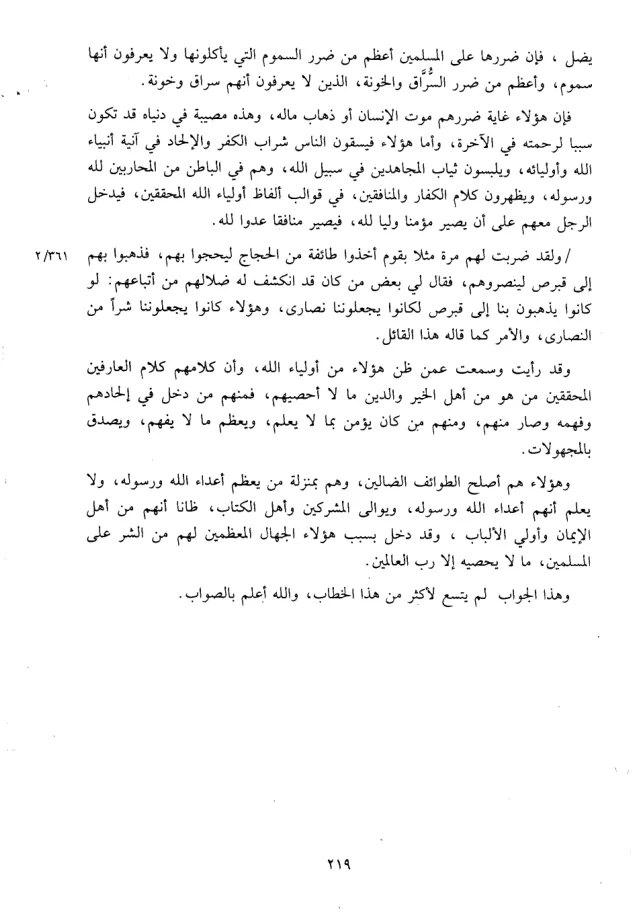 يضل ، فإن ضررها على المسلمين أعظم من ضرر السموم التي يأكلونها ولا يعرفون أنها
سموم، وأعظم من ضرر السُّرَّاق والخونة، الذين لا يعرفون أنهم سراق وخونة.
فإن هؤلاء غاية ضررهم موت الإنسان أو ذهاب ماله، وهذه مصيبة في دنياه قد تكون
سببا لرحمته في الآخرة، وأما هؤلاء فيسقون الناس شراب الكفر والإلحاد في آنية أنبياء
الله وأوليائه، ويلبسون ثياب المجاهدين في سبيل الله، وهم في الباطن من المحاربين لله
ورسوله، ويظهرون كلام الكفار والمنافقين، في قوالب ألفاظ أولياء الله المحققين، فيدخل
الرجل معهم على أن يصير مؤمنا وليا لله، فيصير منافقا عدوا لله.
/ ولقد ضربت لهم مرة مثلا بقوم أخذوا طائفة من الحجاج ليحجوا بهم، فذهبوا بهم ٢/٣٦١
إلى قبرص لينصروهم، فقال لي بعض من كان قد انكشف له ضلالهم من أتباعهم: لو
كانوا يذهبون بنا إلى قبرص لكانوا يجعلوننا نصارى، وهؤلاء كانوا يجعلوننا شراً من
النصارى، والأمر كما قاله هذا القائل.
وقد رأيت وسمعت عمن ظن هؤلاء من أولياء الله، وأن كلامهم كلام العارفين
المحققين من هو من أهل الخير والدين ما لا أحصيهم، فمنهم من دخل في إلحادهم
وفهمه وصار منهم، ومنهم من كان يؤمن بما لا يعلم، ويعظم ما لا يفهم، ويصدق
بالمجهولات.
وهؤلاء هم أصلح الطوائف الضالين، وهم بمنزلة من يعظم أعداء الله ورسوله، ولا
يعلم أنهم أعداء الله ورسوله، ويوالى المشركين وأهل الكتاب، ظانا أنهم من أهل
الإيمان وأولي الألباب ، وقد دخل بسبب هؤلاء الجهال المعظمين لهم من الشر على
المسلمين، ما لا يحصيه إلا رب العالمين.
وهذا الجواب لم يتسع لأكثر من هذا الخطاب، والله أعلم بالصواب.
٢١٩